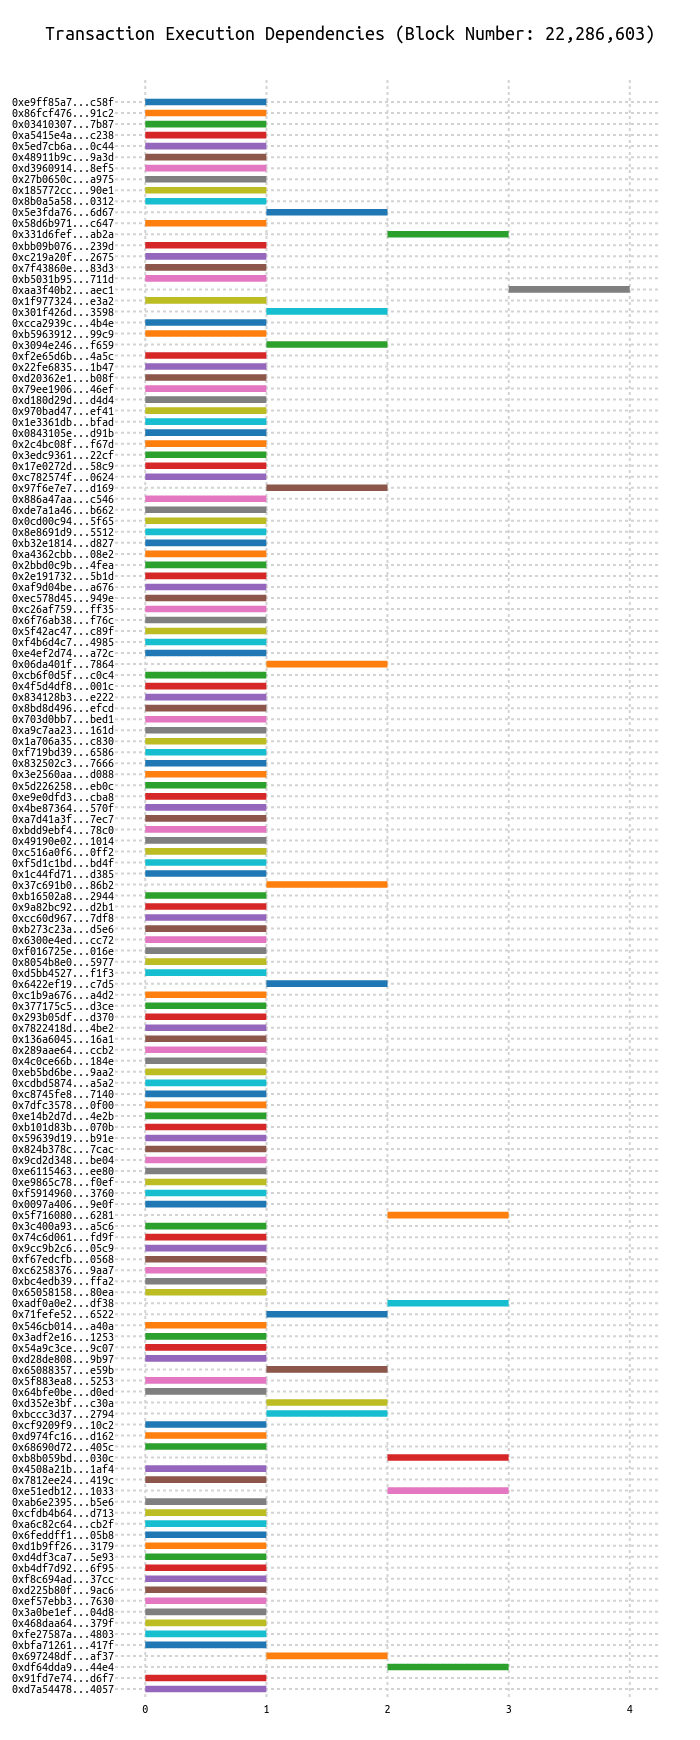 Transaction Execution Dependencies (Block Number: 22,286,603)
0xe9ff85a7...c58f
0x86fcf476...91c2
0x03410307...7b87
0xa5415e4a...c238
0x5ed7cb6a...0c44
0x48911b9c...9a3d
0xd3960914...8ef5
0x27b0650c...a975
0x185772cc...90e1
0x8b0a5a58...0312
0x5e3fda76...6d67
0x58d6b971...c647
0x331d6fef...ab2a
0xbb09b076...239d
0xc219a20f...2675
0x7f43860e...83d3
0xb5031b95...711d
0xaa3f40b2...aec1
0x1f977324...e3a2
0x301f426d...3598
0xcca2939c...4b4e
0xb5963912...99c9
0x3094e246...f659
0xf2e65d6b...4a5c
0x22fe6835...1b47
0xd20362e1...b08f
0x79ee1906...46ef
0xd180d29d...d4d4
0x970bad47...ef41
0x1e3361db...bfad
0x0843105e...d91b
0x2c4bc08f...f67d
0x3edc9361...22cf
0x17e0272d...58c9
0xc782574f...0624
0x97f6e7e7...d169
0x886a47aa...c546
0xde7a1a46...b662
0x0cd00c94...5f65
0x8e8691d9...5512
0xb32e1814...d827
0xa4362cbb...08e2
0x2bbd0c9b...4fea
0x2e191732...5b1d
0xaf9d04be...a676
0xec578d45...949e
0xc26af759...ff35
0x6f76ab38...f76c
0x5f42ac47...c89f
0xf4b6d4c7...4985
0xe4ef2d74...a72c
0x06da401f...7864
0xcb6f0d5f...c0c4
0x4f5d4df8...001c
0x834128b3...e222
0x8bd8d496...efcd
0x703d0bb7...bed1
0xa9c7aa23...161d
0x1a706a35...c830
0xf719bd39...6586
0x832502c3...7666
0x3e2560aa...d088
0x5d226258...eb0c
0xe9e0dfd3...cba8
0x4be87364...570f
0xa7d41a3f...7ec7
0xbdd9ebf4...78c0
0x49190e02...1014
0xc516a0f6...0ff2
0xf5d1c1bd...bd4f
0x1c44fd71...d385
0x37c691b0...86b2
0xb16502a8...2944
0x9a82bc92...d2b1
0xcc60d967...7df8
0xb273c23a...d5e6
0x6300e4ed...cc72
0xf016725e...016e
0x8054b8e0...5977
0xd5bb4527...f1f3
0x6422ef19...c7d5
0xc1b9a676...a4d2
0x377175c5...d3ce
0x293b05df...d370
0x7822418d...4be2
0x136a6045...16a1
0x289aae64...ccb2
0x4c0ce66b...184e
0xeb5bd6be...9aa2
0xcdbd5874...a5a2
0xc8745fe8...7140
0x7dfc3578...0f00
0xe14b2d7d...4e2b
0xb101d83b...070b
0x59639d19...b91e
0x824b378c...7cac
0x9cd2d348...be04
0xe6115463...ee80
0xe9865c78...f0ef
0xf5914960...3760
0x0097a406...9e0f
0x5f716080...6281
0x3c400a93...a5c6
0x74c6d061...fd9f
0x9cc9b2c6...05c9
0xf67edcfb...0568
0xc6258376...9aa7
0xbc4edb39...ffa2
0x65058158...80ea
0xadf0a0e2...df38
0x71fefe52...6522
0x546cb014...a40a
0x3adf2e16...1253
0x54a9c3ce...9c07
0xd28de808...9b97
0x65088357...e59b
0x5f883ea8...5253
0x64bfe0be...d0ed
0xd352e3bf...c30a
0xbccc3d37...2794
0xcf9209f9...10c2
0xd974fc16...d162
0x68690d72...405c
0xb8b059bd...030c
0x4508a21b...1af4
0x7812ee24...419c
0xe51edb12...1033
0xab6e2395...b5e6
0xcfdb4b64...d713
0xa6c82c64...cb2f
0x6feddff1...05b8
0xd1b9ff26...3179
0xd4df3ca7...5e93
0xb4df7d92...6f95
0xf8c694ad...37cc
0xd225b80f...9ac6
0xef57ebb3...7630
0x3a0be1ef...04d8
0x468daa64...379f
0xfe27587a...4803
0xbfa71261...417f
0x697248df...af37
0xdf64dda9...44e4
0x91fd7e74...d6f7
0xd7a54478...4057
0 1 2 3 4